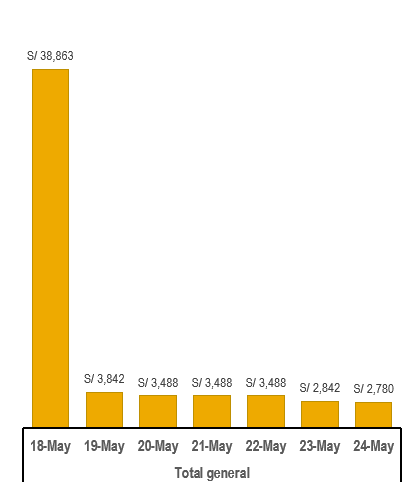 S/ 38,863
S/ 3,842
S/ 3,488
S/ 3,488
S/ 3,488
S/ 2,842
S/ 2,780
18-May 19-May 20-May 21-May 22-May 23-May 24-May
Total general